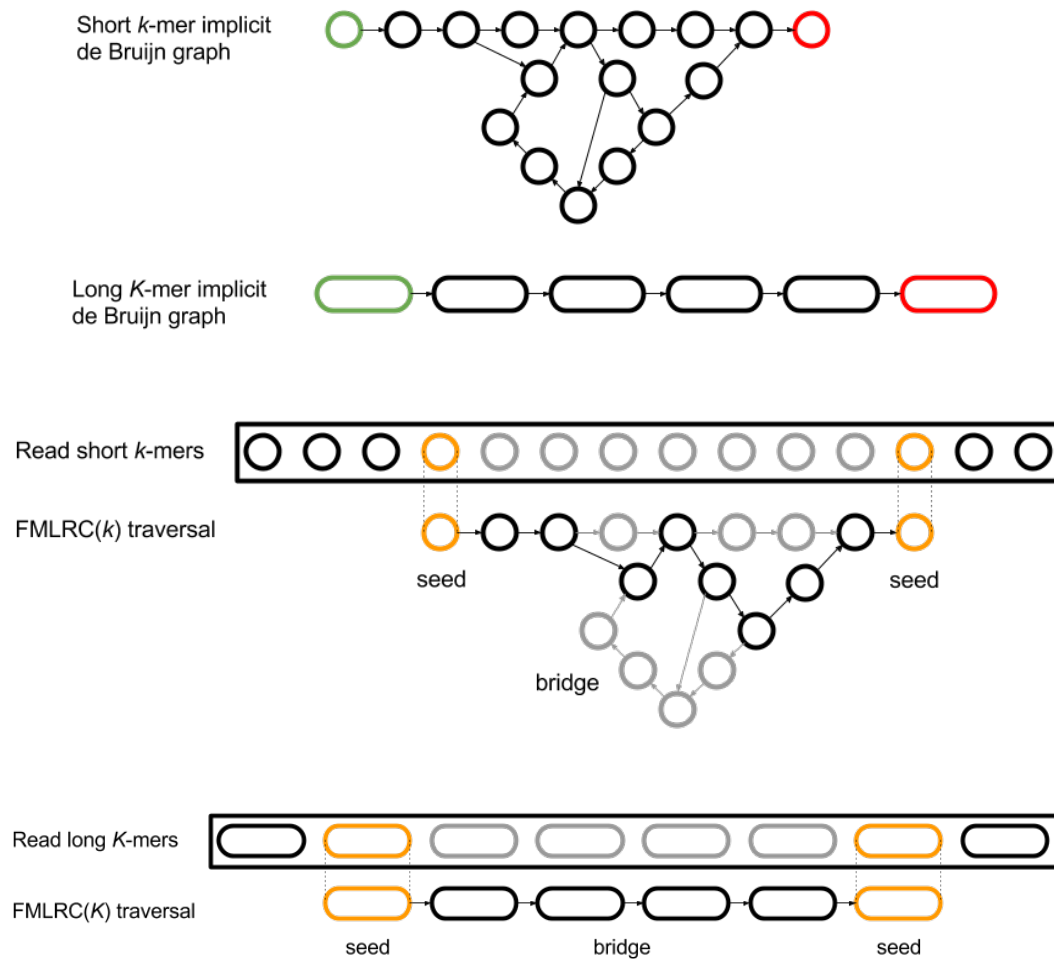 Short k-mer implicit
de Bruijn graph
Long K-mer implicit
de Bruijn graph
Read short k-mers
FMLRC(k) traversal
seed
seed
bridge
Read long K-mers
FMLRC(K) traversal
seed
bridge
seed